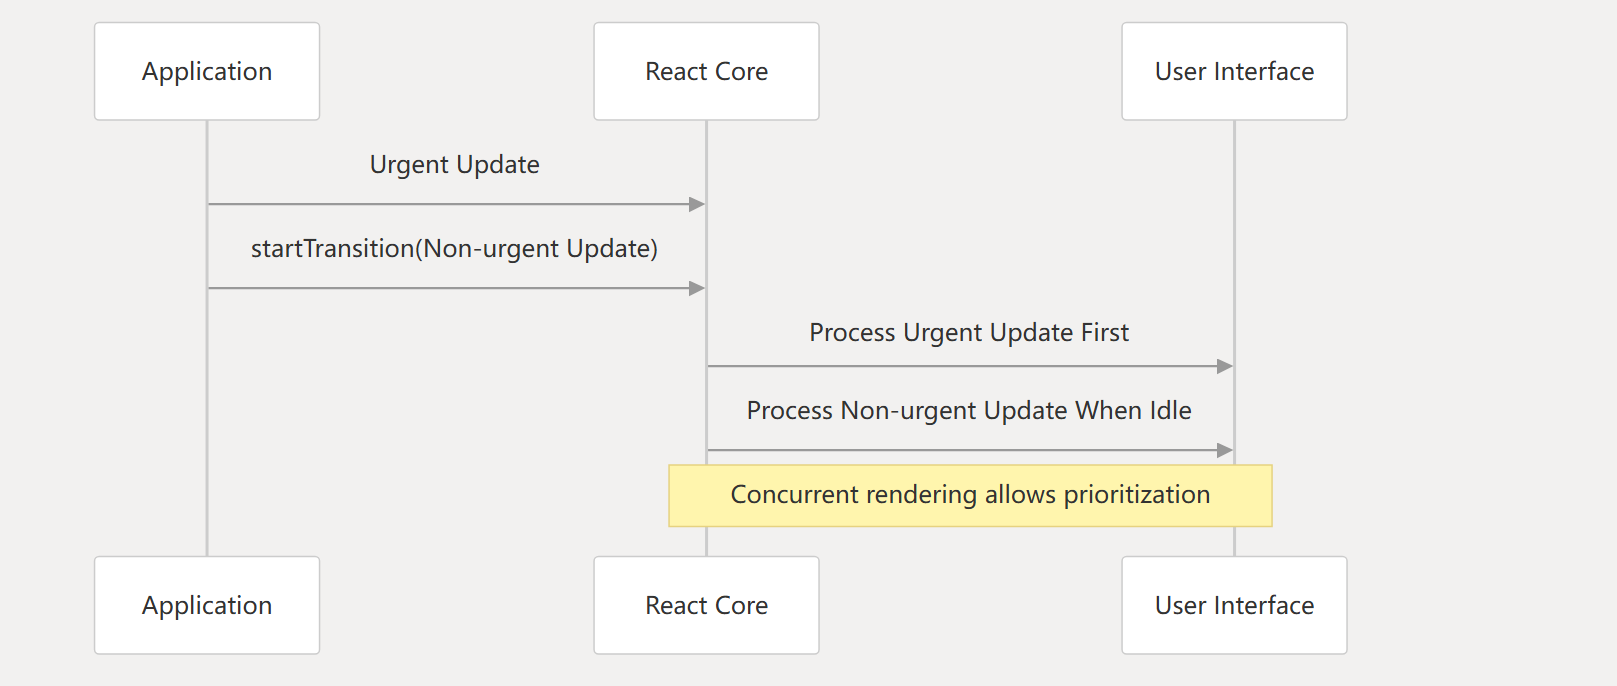 Application
React Core
User Interface
Urgent Update
startTransition(Non-urgent Update)
Process Urgent Update First
Process Non-urgent Update When Idle
Concurrent rendering allows prioritization
Application
React Core
User Interface